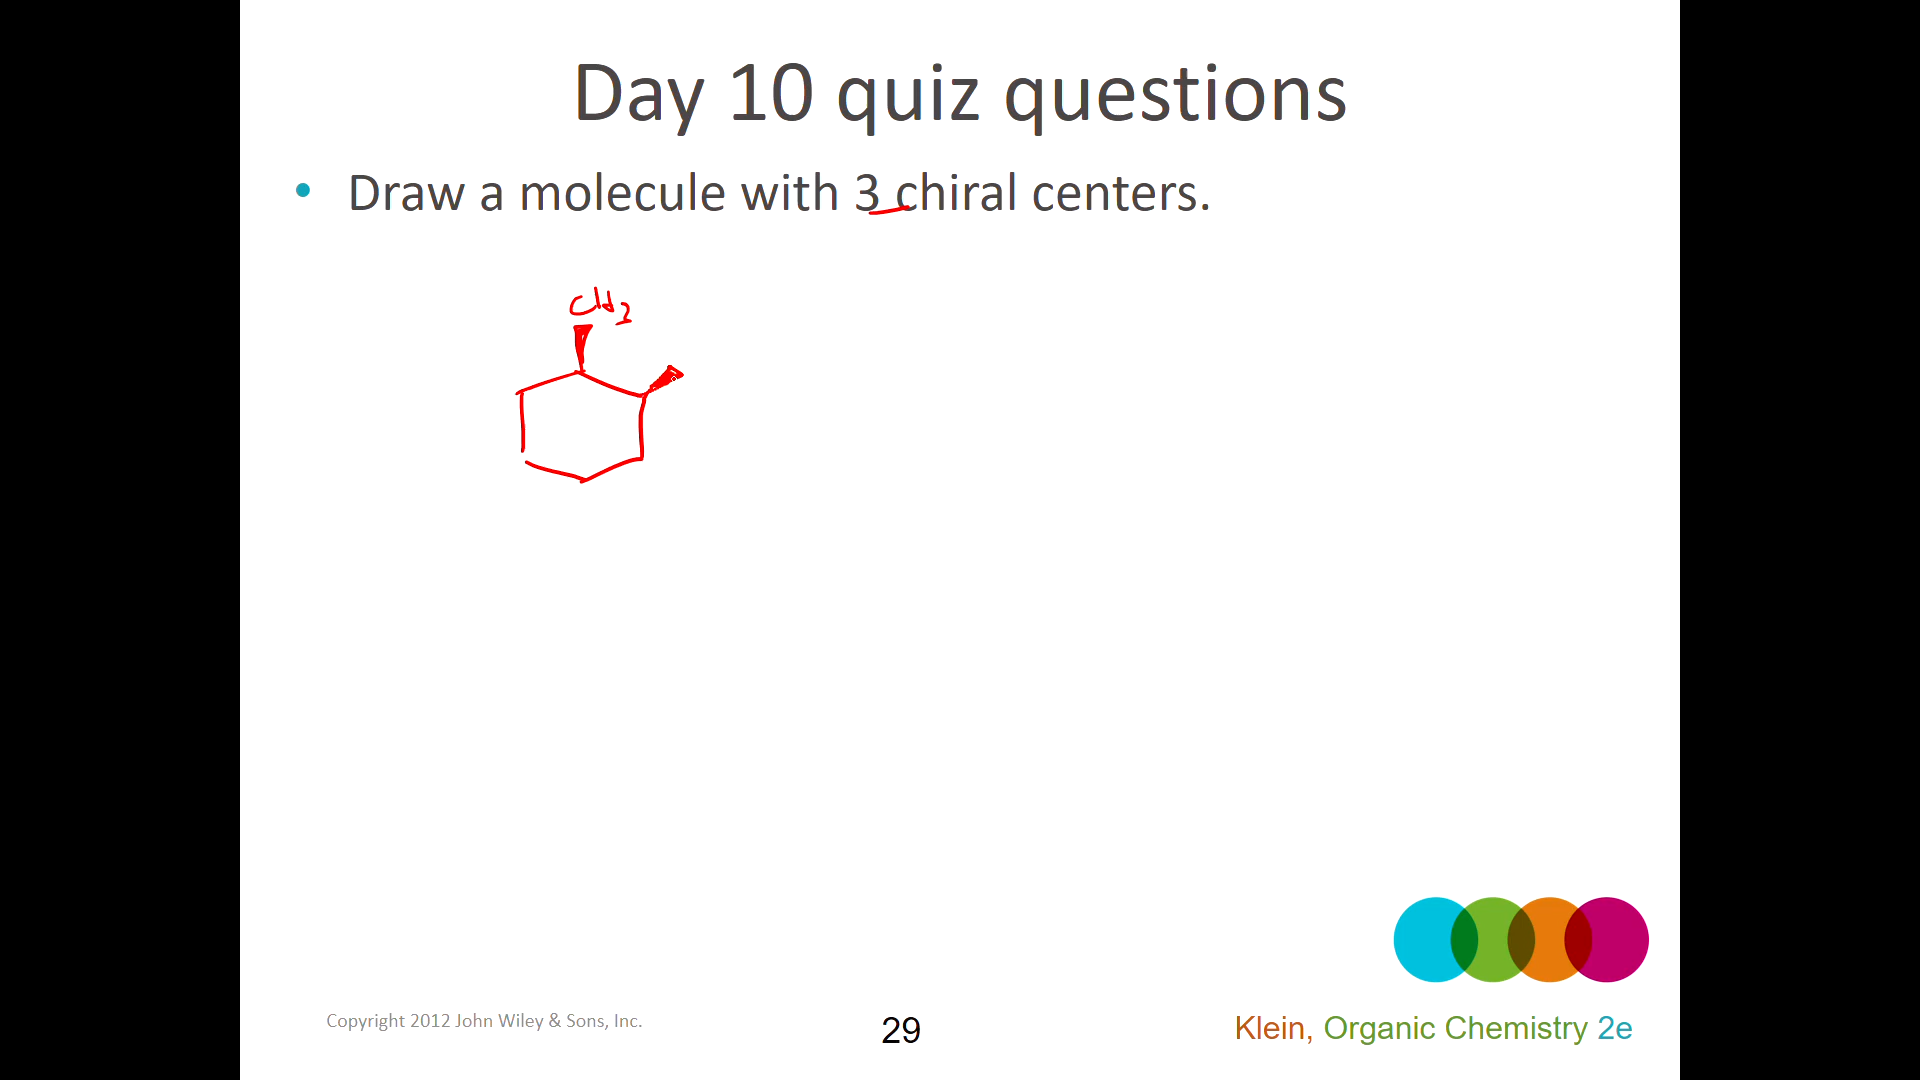 Day 10 quiz questions
• Draw a molecule with 3 chiral centers.
CH3
Copyright 2012 John Wiley & Sons, Inc.
29
Klein, Organic Chemistry 2e